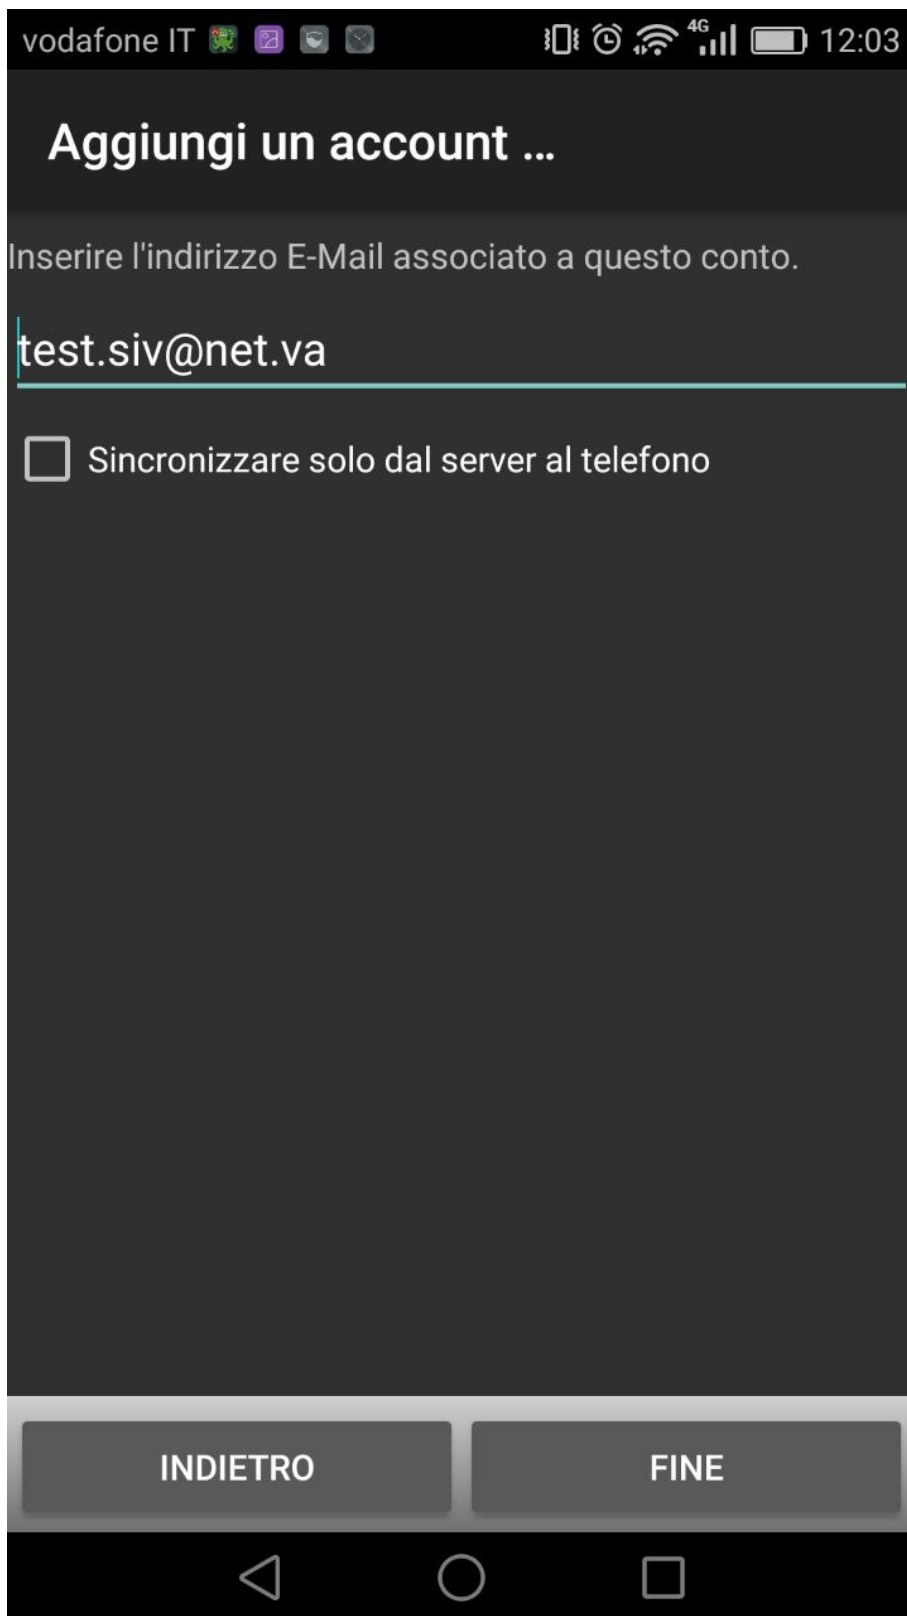 vodafone IT 4G 12:03
Aggiungi un account ...
Inserire l'indirizzo E-Mail associato a questo conto.
test.siv@net.va
Sincronizzare solo dal server al telefono
INDIETRO FINE